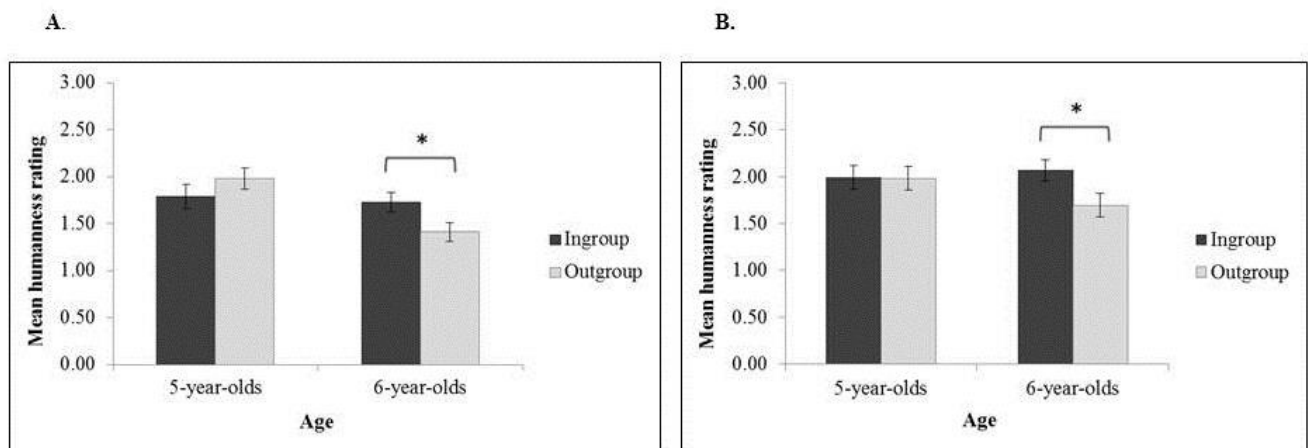 A.
Mean humanness rating
3.00
2.50
2.00
1.50
1.00
0.50
0.00
*
5-year-olds 6-year-olds
Age
Ingroup
Outgroup
B.
Mean humanness rating
3.00
2.50
2.00
1.50
1.00
0.50
0.00
*
5-year-olds 6-year-olds
Age
Ingroup
Outgroup